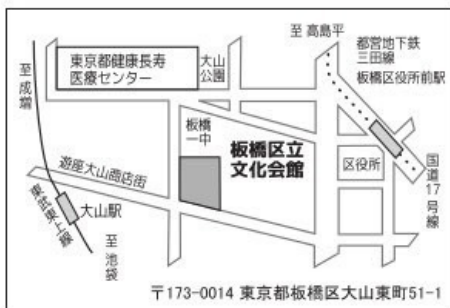 至 高島平
都営地下鉄
三田線
板橋区役所前駅
東京都健康長寿
医療センター
大山
公園
至 成増
板橋
一中
板橋区立
文化会館
区役所
国道17号線
遊座大山商店街
東武東上線
大山駅
至 池袋
〒173-0014 東京都板橋区大山東町51-1